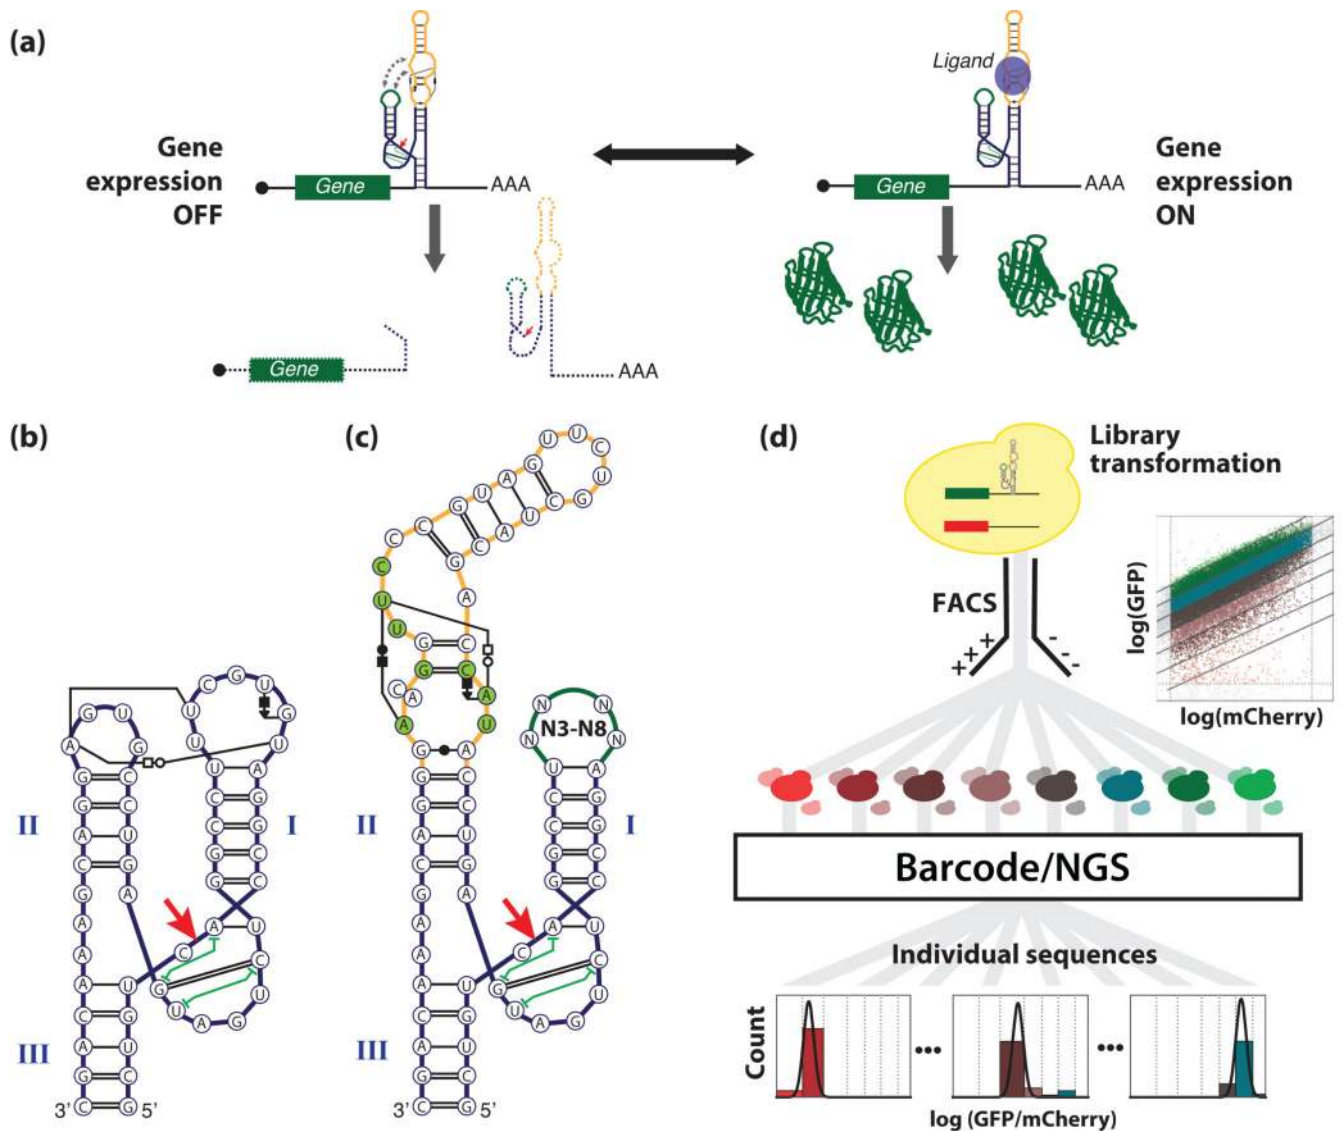 (a)
Gene
expression
OFF
Gene
AAA
Gene
AAA
Ligand
Gene
AAA
Gene
expression
ON
(b)
II
I
III
3' 5'
(c)
N3-N8
II
I
III
3' 5'
(d)
Library
transformation
FACS
+++
---
log(GFP)
log(mCherry)
Barcode/NGS
Individual sequences
Count
log (GFP/mCherry)